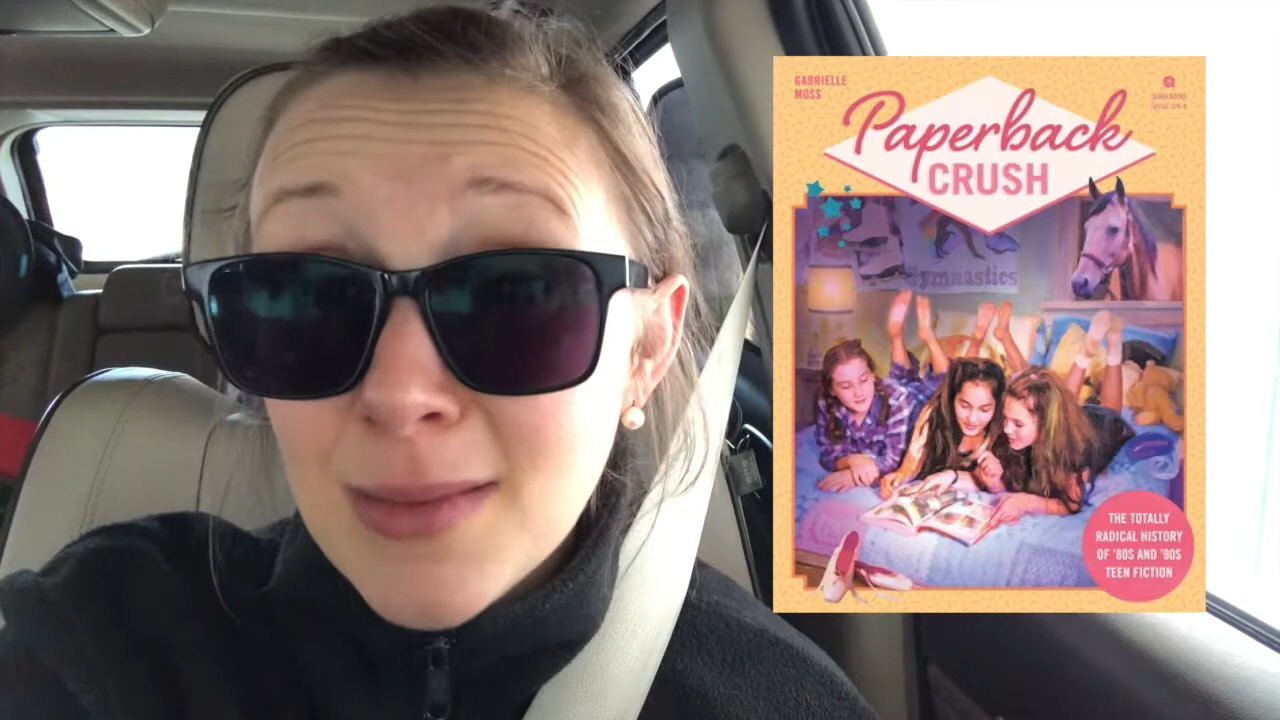 GABRIELLE
MOSS
Paperback
CRUSH
Gymnastics
THE TOTALLY
RADICAL HISTORY
OF '80S AND '90S
TEEN FICTION